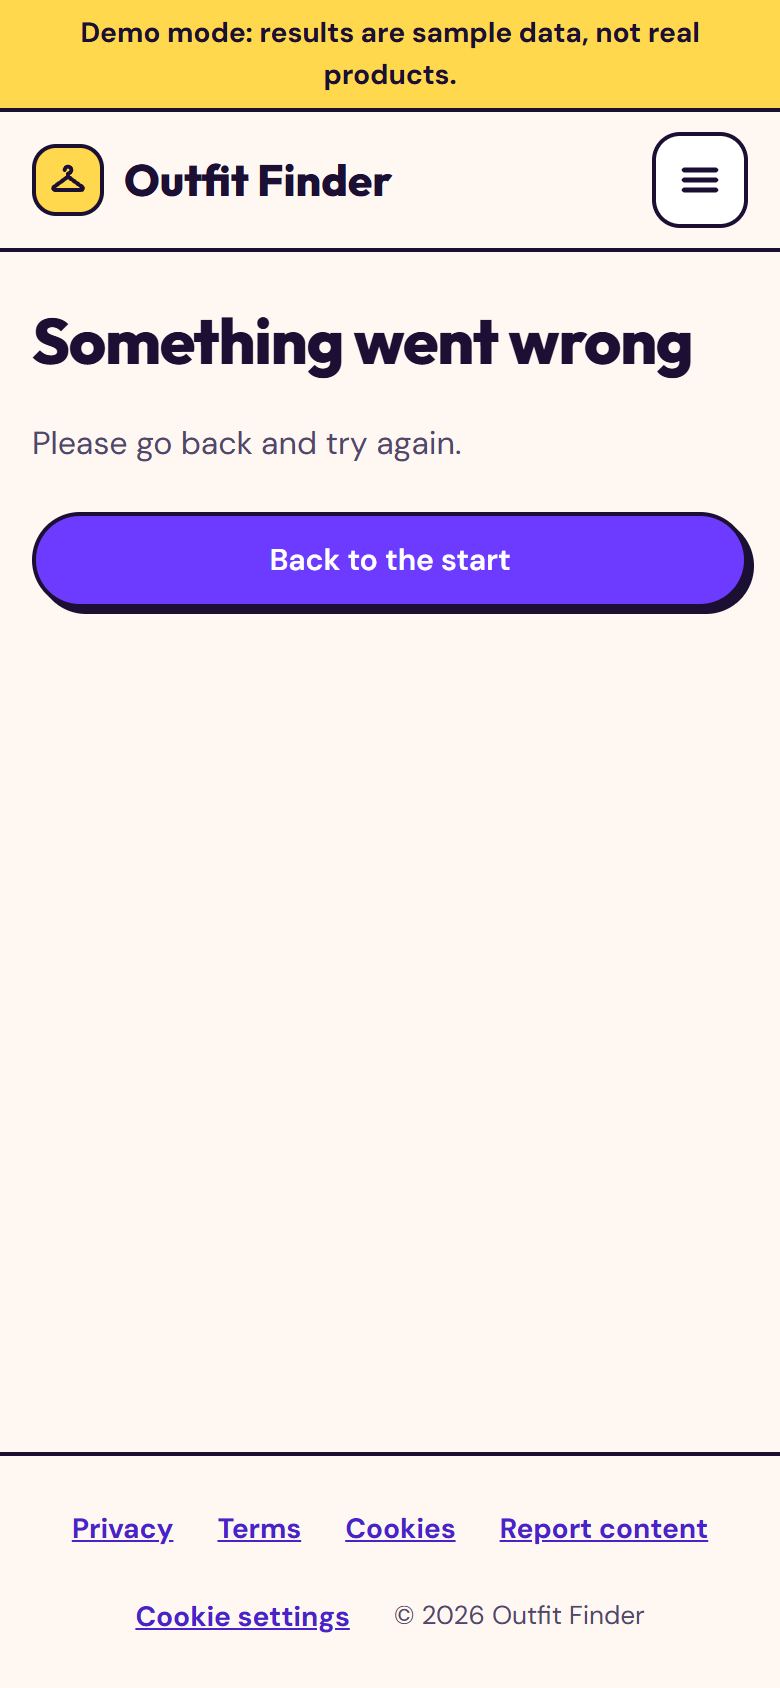 Demo mode: results are sample data, not real
products.
Outfit Finder
Something went wrong
Please go back and try again.
Back to the start
Privacy Terms Cookies Report content
Cookie settings © 2026 Outfit Finder